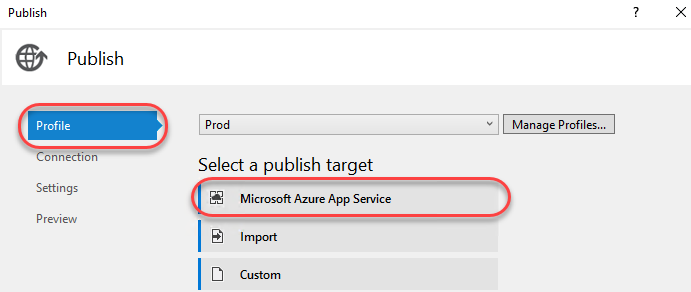 Publish
?
Publish
Profile
Prod
Manage Profiles...
Connection
Select a publish target
Settings
Microsoft Azure App Service
Preview
Import
Custom